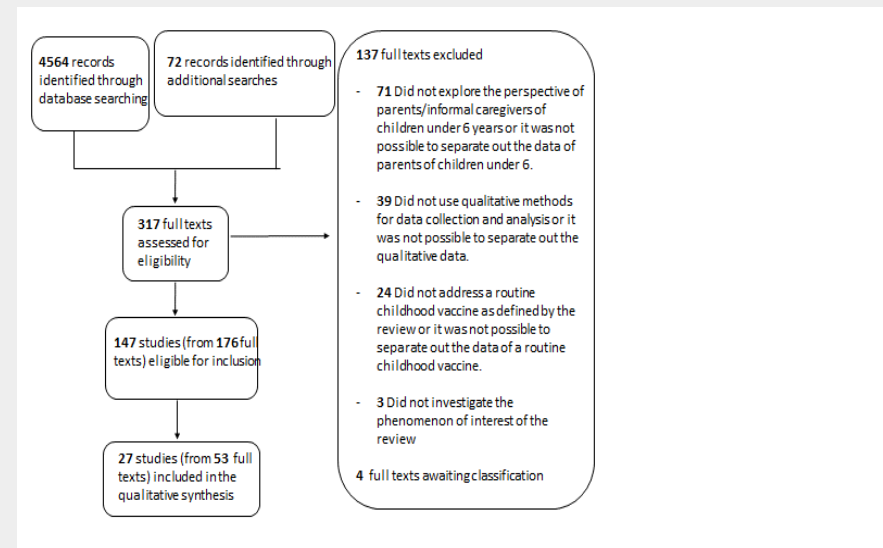 4564 records
identified through
database searching
72 records identified through
additional searches
137 full texts excluded
- 71 Did not explore the perspective of
parents/informal caregivers of
children under 6 years or it was not
possible to separate out the data of
parents of children under 6.
- 39 Did not use qualitative methods
for data collection and analysis or it
was not possible to separate out the
qualitative data.
- 24 Did not address a routine
childhood vaccine as defined by the
review or it was not possible to
separate out the data of a routine
childhood vaccine.
- 3 Did not investigate the
phenomenon of interest of the
review
4 full texts awaiting classification
317 full texts
assessed for
eligibility
147 studies (from 176 full
texts) eligible for inclusion
27 studies (from 53 full
texts) included in the
qualitative synthesis